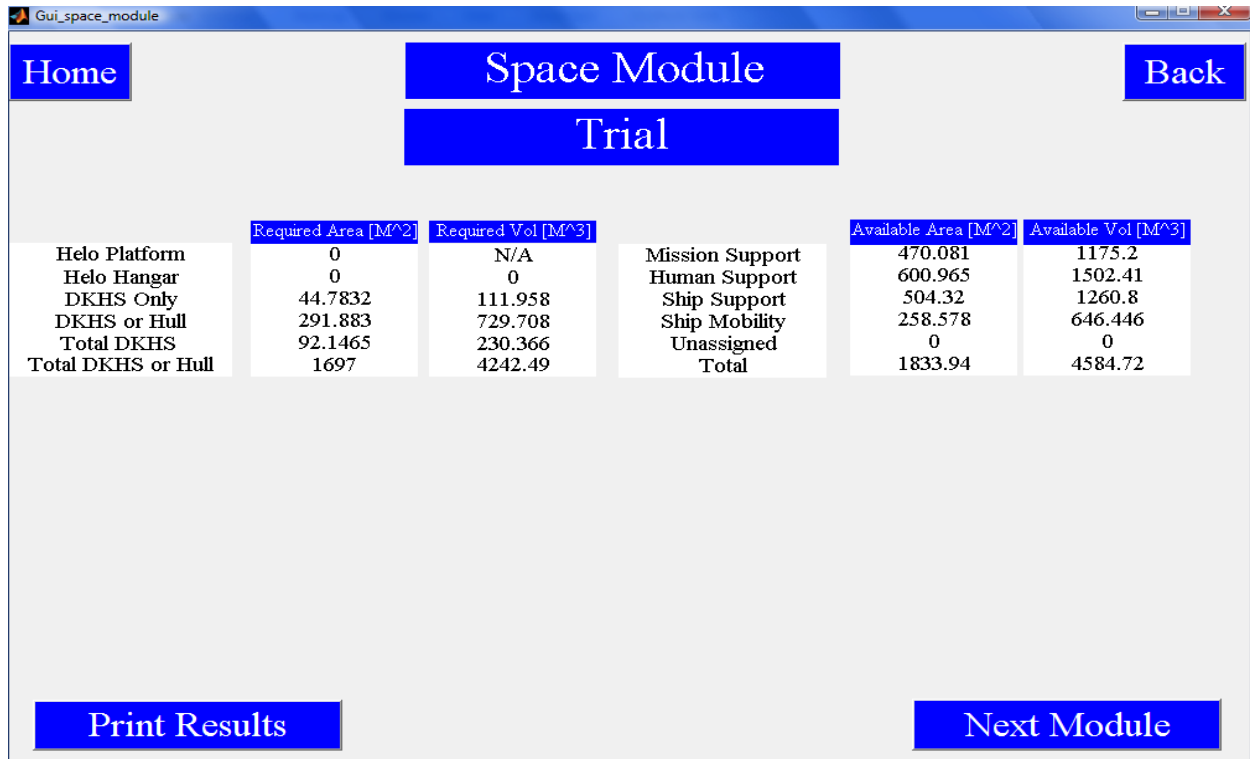 Gui_space_module
Home
Space Module
Back
Trial
Required Area [M^2] Required Vol [M^3] Available Area [M^2] Available Vol [M^3]
Helo Platform 0 N/A Mission Support 470.081 1175.2
Helo Hangar 0 0 Human Support 600.965 1502.41
DKHS Only 44.7832 111.958 Ship Support 504.32 1260.8
DKHS or Hull 291.883 729.708 Ship Mobility 258.578 646.446
Total DKHS 92.1465 230.366 Unassigned 0 0
Total DKHS or Hull 1697 4242.49 Total 1833.94 4584.72
Print Results
Next Module